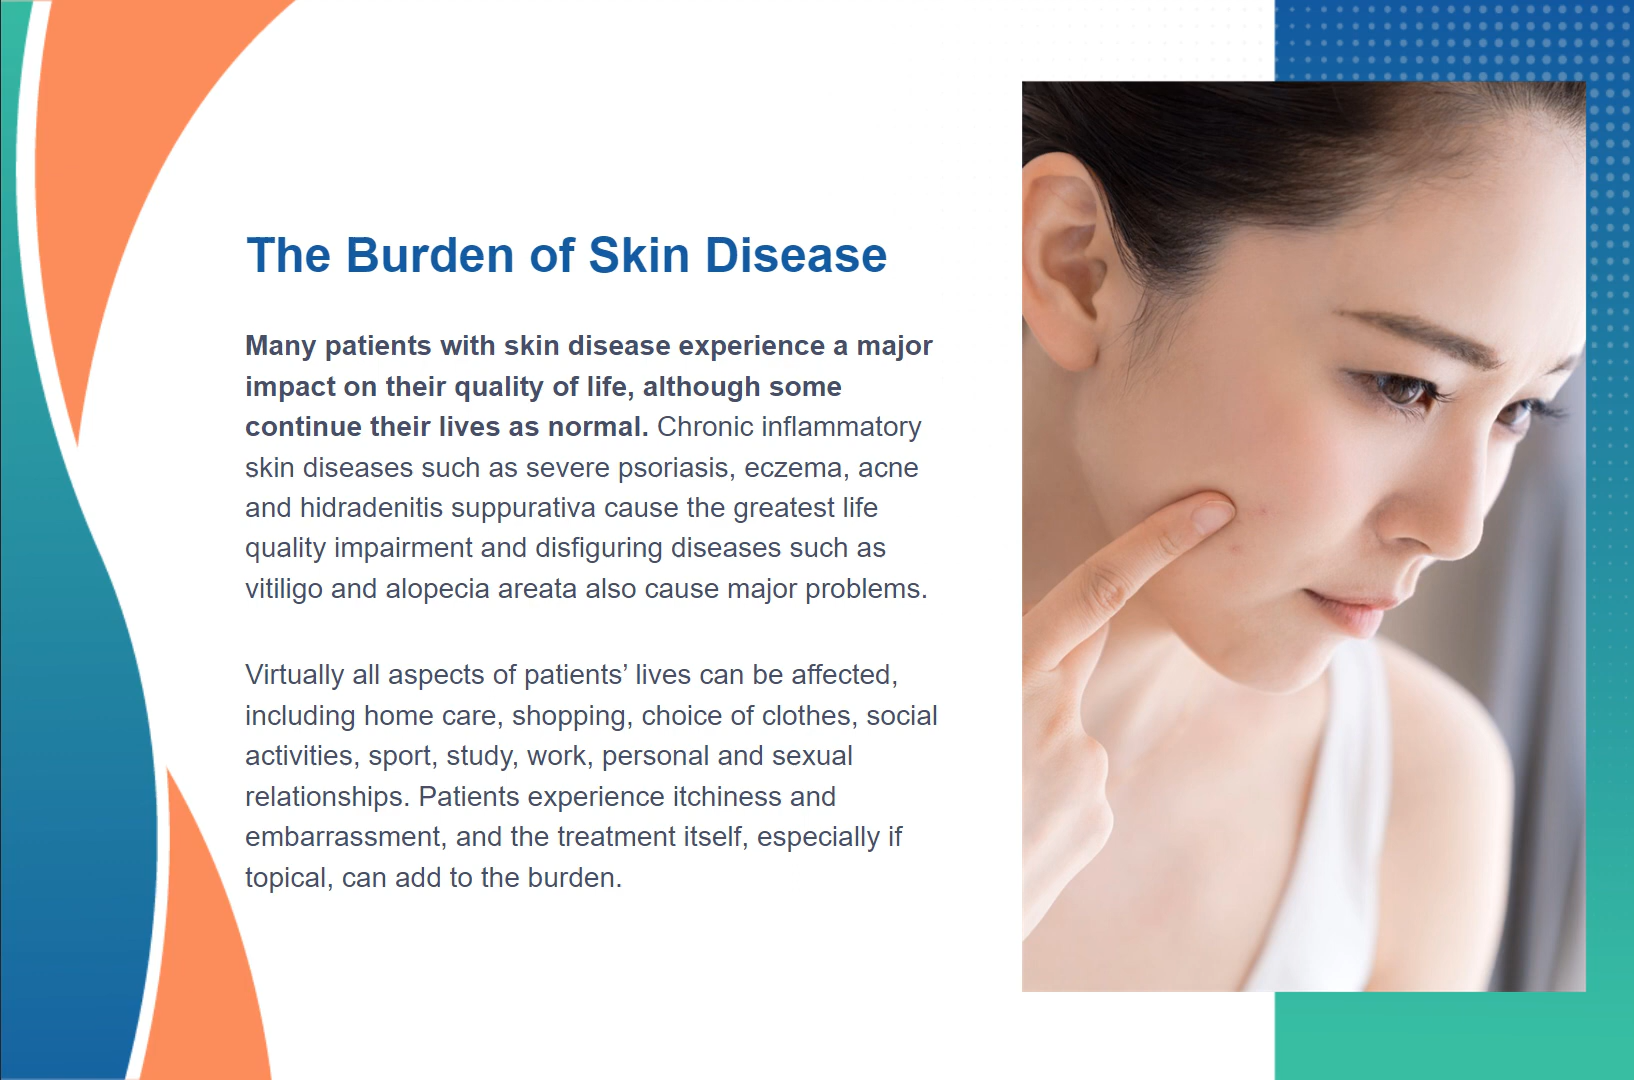 The Burden of Skin Disease
Many patients with skin disease experience a major
impact on their quality of life, although some
continue their lives as normal. Chronic inflammatory
skin diseases such as severe psoriasis, eczema, acne
and hidradenitis suppurativa cause the greatest life
quality impairment and disfiguring diseases such as
vitiligo and alopecia areata also cause major problems.
Virtually all aspects of patients’ lives can be affected,
including home care, shopping, choice of clothes, social
activities, sport, study, work, personal and sexual
relationships. Patients experience itchiness and
embarrassment, and the treatment itself, especially if
topical, can add to the burden.